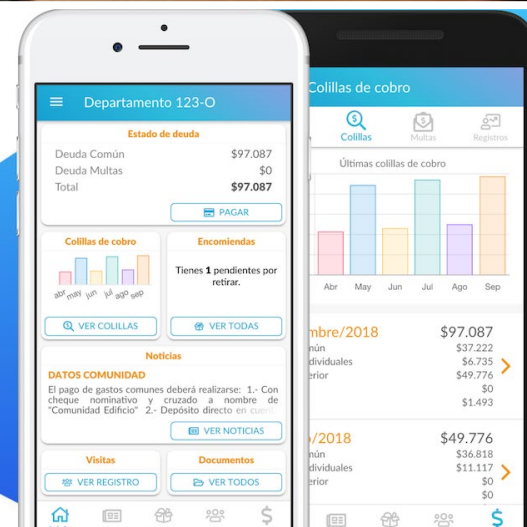 Departamento 123-O
Estado de deuda
Deuda Común $97.087
Deuda Multas $0
Total $97.087
PAGAR
Colillas de cobro
abr may jun jul ago sep
VER COLILLAS
Encomiendas
Tienes 1 pendientes por
retirar.
VER TODAS
Noticias
DATOS COMUNIDAD
El pago de gastos comunes deberá realizarse: 1.- Con
cheque nominativo y cruzado a nombre de
"Comunidad Edificio" 2.- Depósito directo en cuen
VER NOTICIAS
Visitas
VER REGISTRO
Documentos
VER TODOS
Colillas de cobro
Colillas Multas Registros
Últimas colillas de cobro
Abr May Jun Jul Ago Sep
mbre/2018 $97.087
mún $37.222
dividuales $6.735
erior $49.776
$0
$1.493
/2018 $49.776
mún $36.818
dividuales $11.117
erior $0
$0